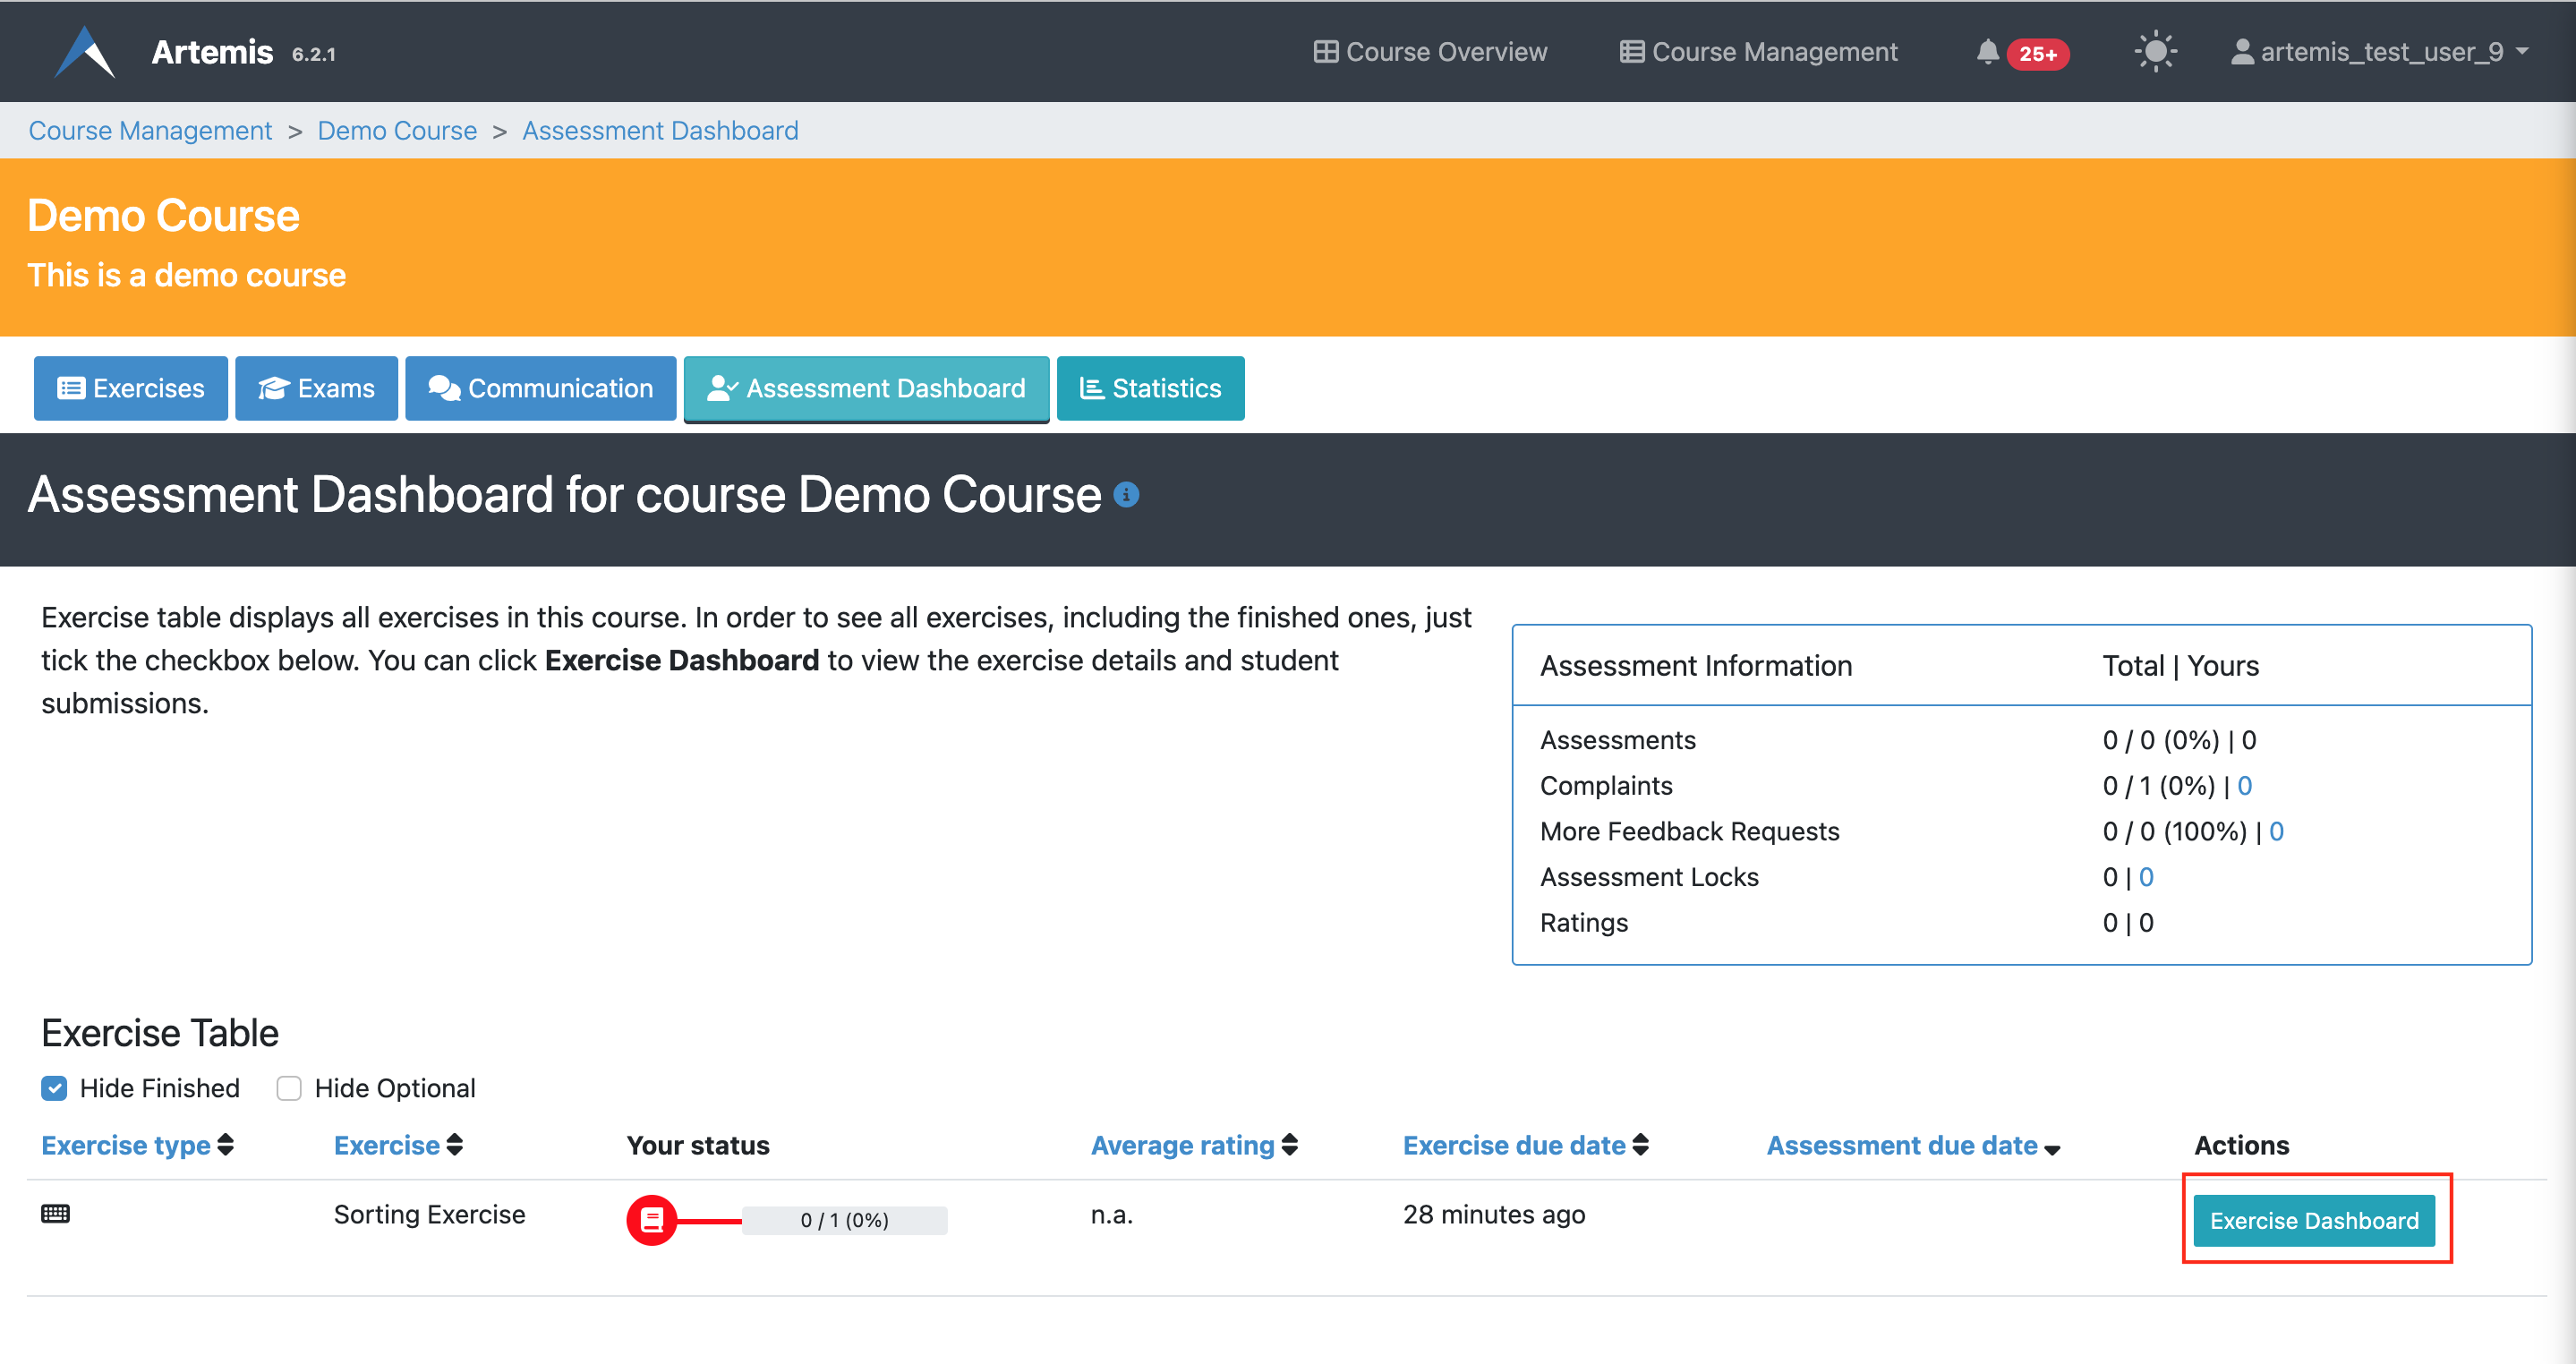 Artemis 6.2.1 Course Overview Course Management 25+ artemis_test_user_9
Course Management > Demo Course > Assessment Dashboard
Demo Course
This is a demo course
Exercises Exams Communication Assessment Dashboard Statistics
Assessment Dashboard for course Demo Course
Exercise table displays all exercises in this course. In order to see all exercises, including the finished ones, just
tick the checkbox below. You can click Exercise Dashboard to view the exercise details and student
submissions.
Assessment Information Total | Yours
Assessments 0 / 0 (0%) | 0
Complaints 0 / 1 (0%) | 0
More Feedback Requests 0 / 0 (100%) | 0
Assessment Locks 0 | 0
Ratings 0 | 0
Exercise Table
Hide Finished Hide Optional
Exercise type Exercise Your status Average rating Exercise due date Assessment due date Actions
Sorting Exercise 0 / 1 (0%) n.a. 28 minutes ago Exercise Dashboard